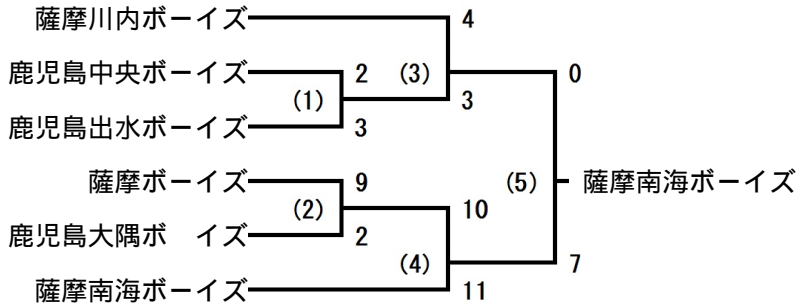 薩摩川内ボーイズ 4
鹿児島中央ボーイズ 2 (3) 0
(1) 3
鹿児島出水ボーイズ 3
薩摩ボーイズ 9 (5) 薩摩南海ボーイズ
(2) 10
鹿児島大隅ボ　イズ 2
(4) 7
薩摩南海ボーイズ 11